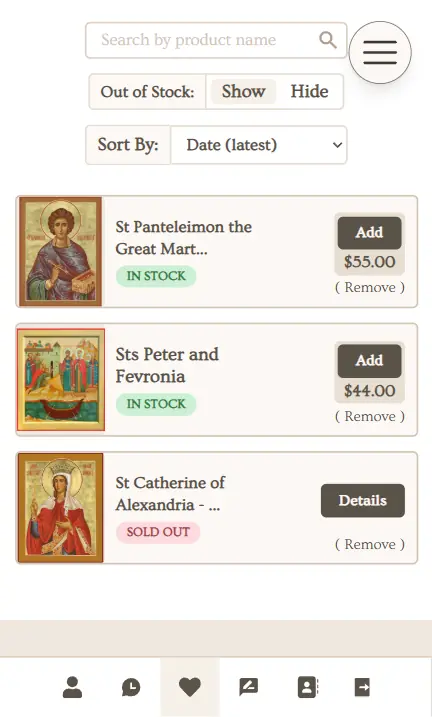 Search by product name
Out of Stock: Show Hide
Sort By: Date (latest)
St Panteleimon the
Great Mart...
IN STOCK
Add
$55.00
( Remove )
Sts Peter and
Fevronia
IN STOCK
Add
$44.00
( Remove )
St Catherine of
Alexandria - ...
SOLD OUT
Details
( Remove )